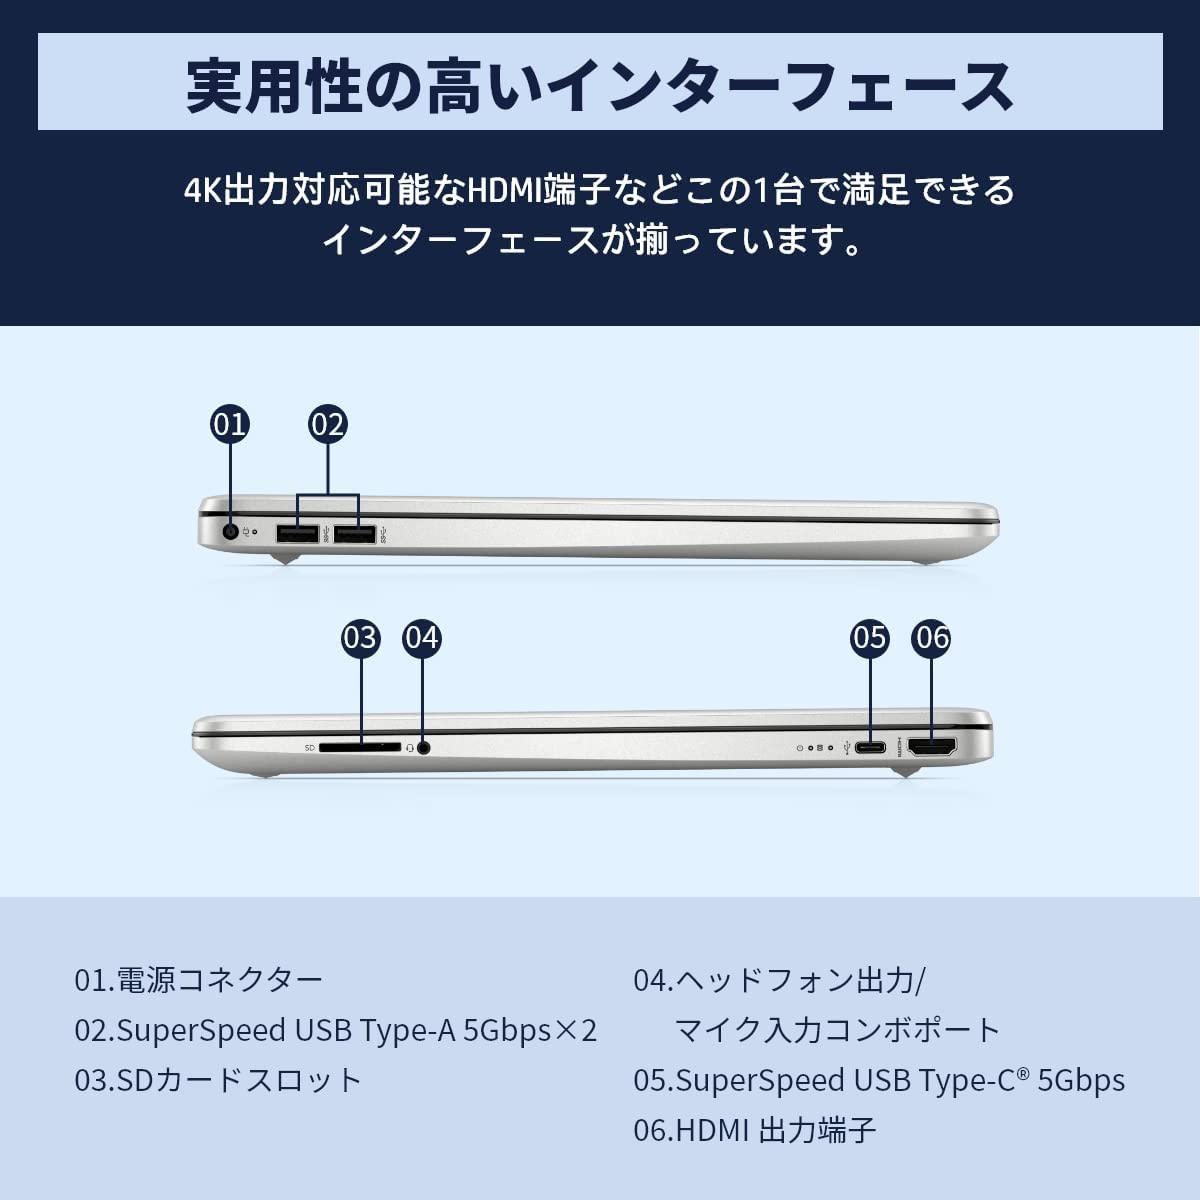 実用性の高いインターフェース
4K出力対応可能なHDMI端子などこの1台で満足できる
インターフェースが揃っています。
01
02
03
04
05
06
SD
HDMI
01.電源コネクター
02.SuperSpeed USB Type-A 5Gbps×2
03.SDカードスロット
04.ヘッドフォン出力/
マイク入力コンボポート
05.SuperSpeed USB Type-C® 5Gbps
06.HDMI 出力端子